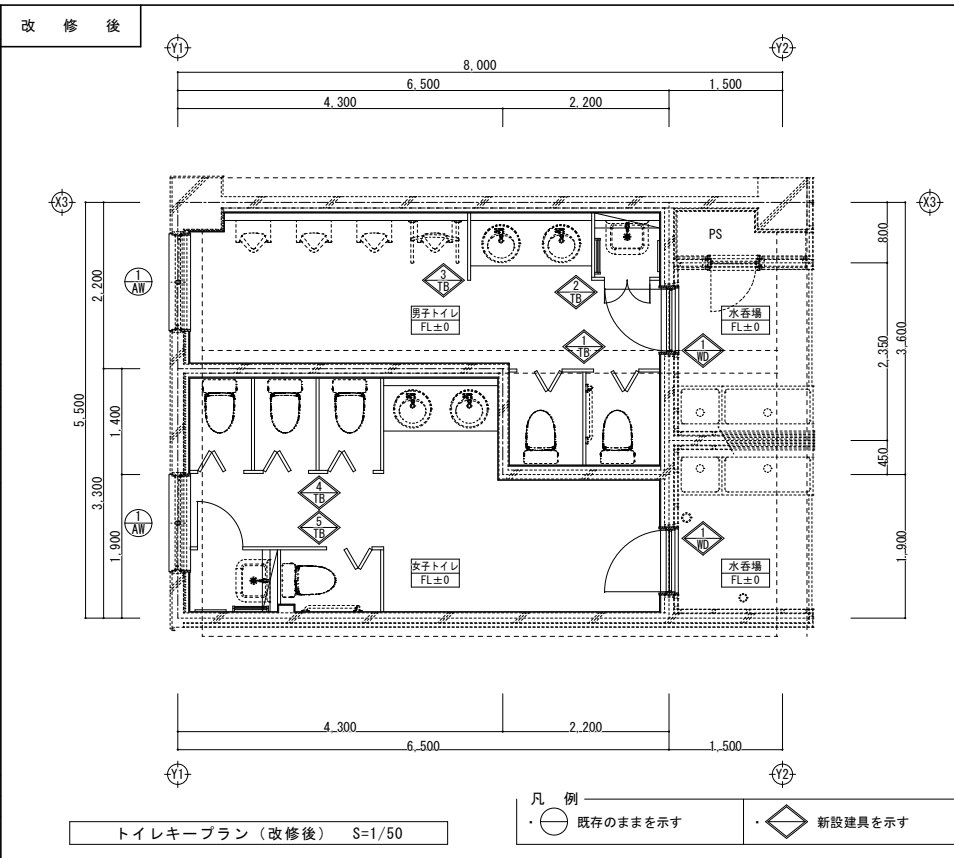 改 修 後
Y1
Y2
8,000
6,500
1,500
4,300
2,200
X3
X3
PS
800
2,200
1
AW
3
TB
2
TB
男子トイレ
FL±0
水呑場
FL±0
1
TB
1
WD
2,350
3,600
5,500
1,400
450
3,300
4
TB
5
TB
1
AW
1
WD
1,900
女子トイレ
FL±0
水呑場
FL±0
1,900
4,300
2,200
6,500
1,500
Y1
Y2
凡 例
・ 既存のままを示す
・ 新設建具を示す
トイレキープラン（改修後） S=1/50